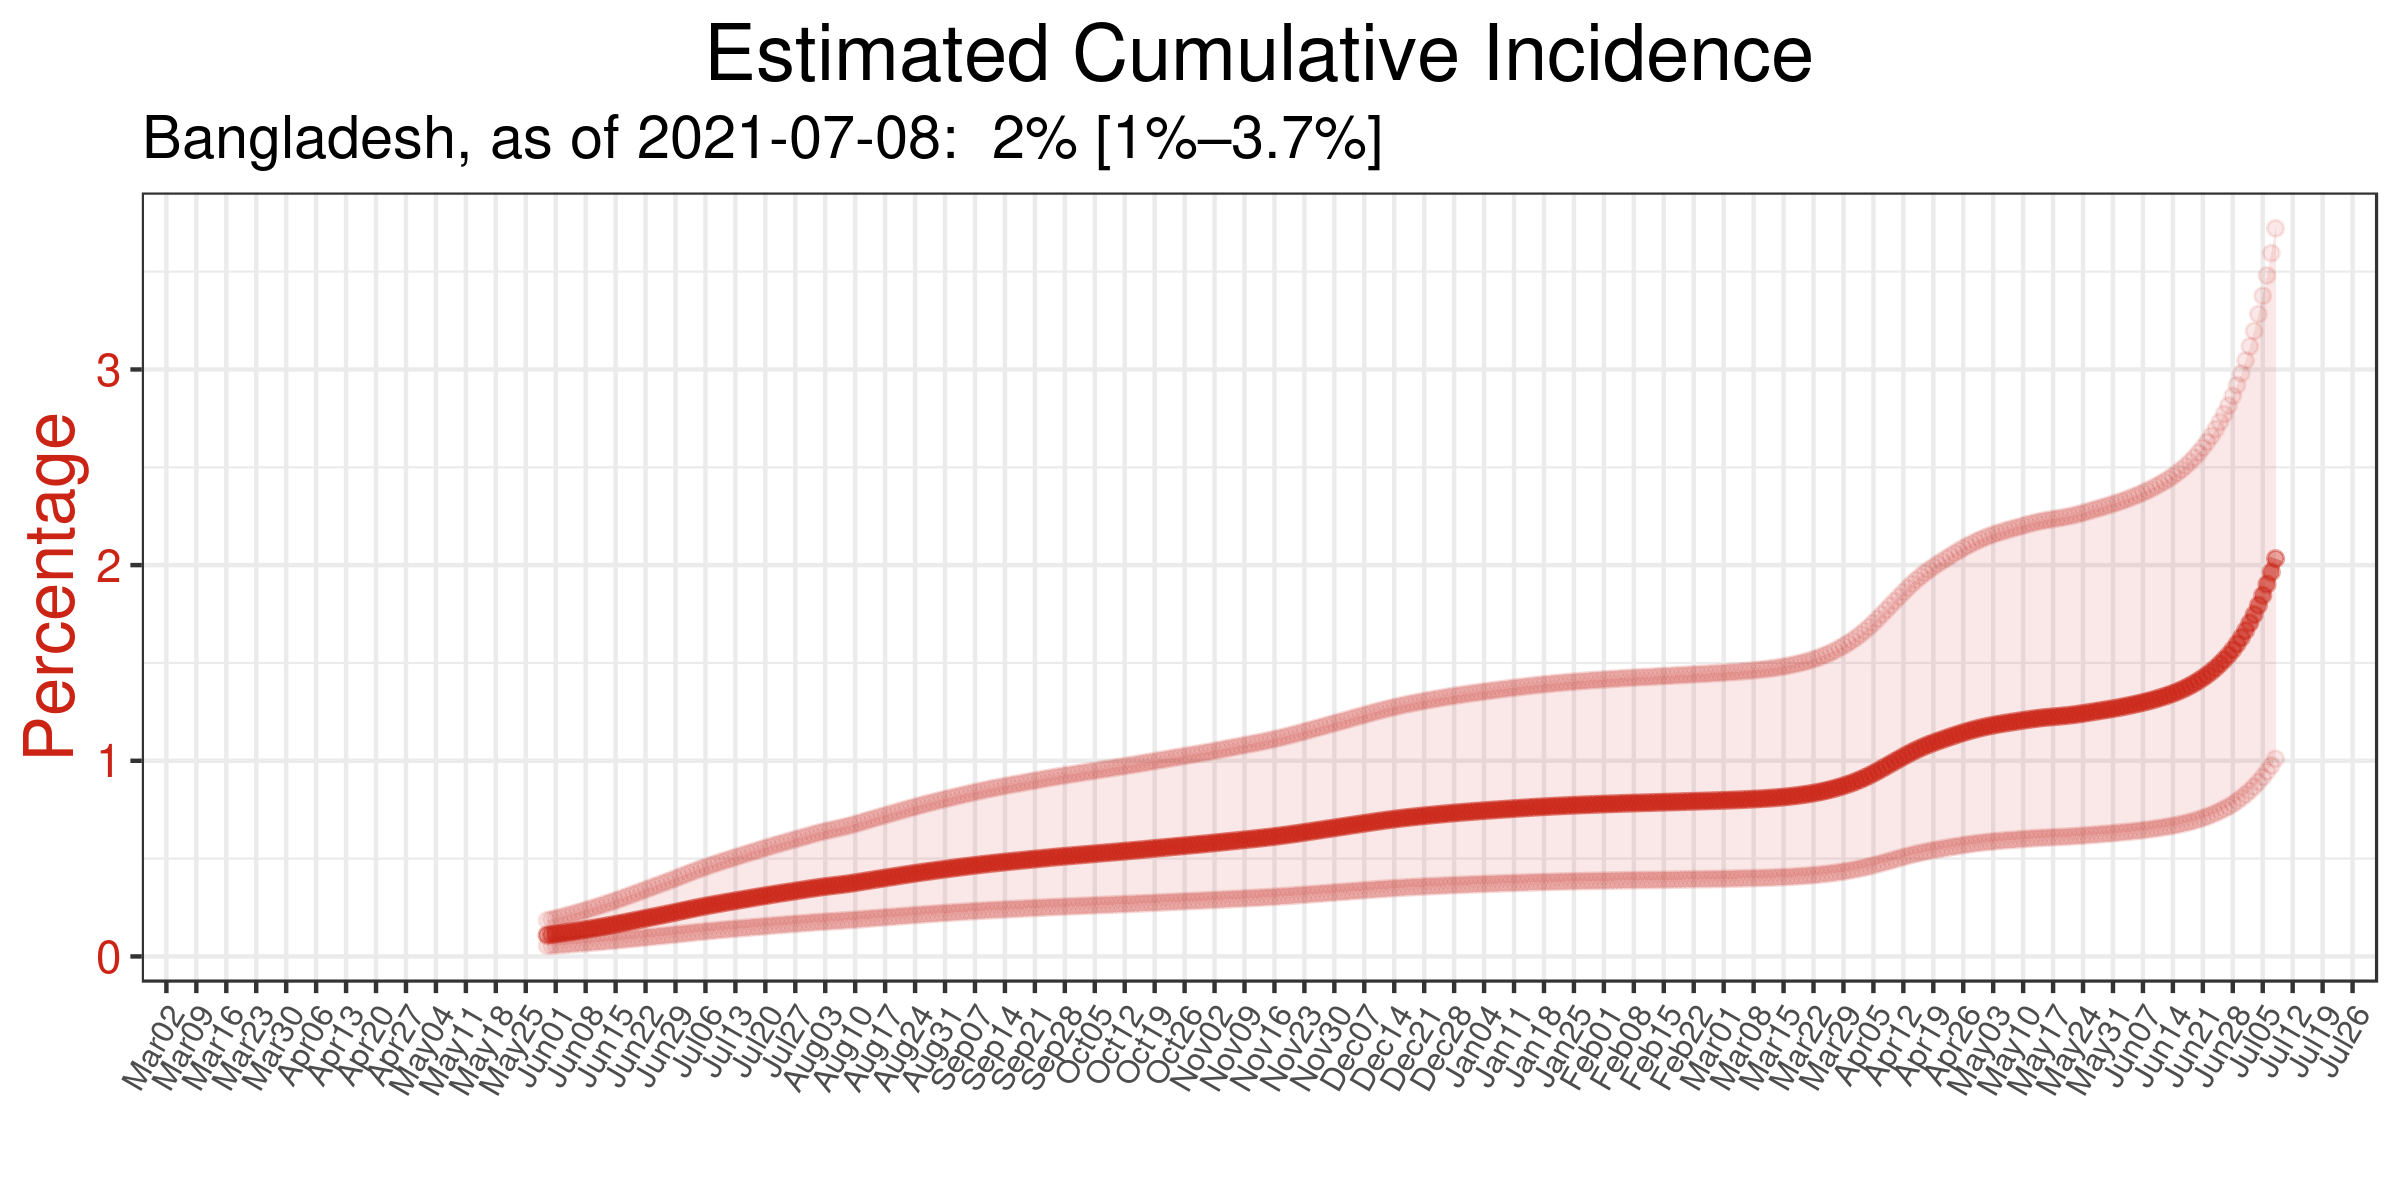 Estimated Cumulative Incidence
Bangladesh, as of 2021-07-08:  2% [1%–3.7%]
Percentage
3
2
1
0
Mar02
Mar09
Mar16
Mar23
Mar30
Apr06
Apr13
Apr20
Apr27
May04
May11
May18
May25
Jun01
Jun08
Jun15
Jun22
Jun29
Jul06
Jul13
Jul20
Jul27
Aug03
Aug10
Aug17
Aug24
Aug31
Sep07
Sep14
Sep21
Sep28
Oct05
Oct12
Oct19
Oct26
Nov02
Nov09
Nov16
Nov23
Nov30
Dec07
Dec14
Dec21
Dec28
Jan04
Jan11
Jan18
Jan25
Feb01
Feb08
Feb15
Feb22
Mar01
Mar08
Mar15
Mar22
Mar29
Apr05
Apr12
Apr19
Apr26
May03
May10
May17
May24
May31
Jun07
Jun14
Jun21
Jun28
Jul05
Jul12
Jul19
Jul26